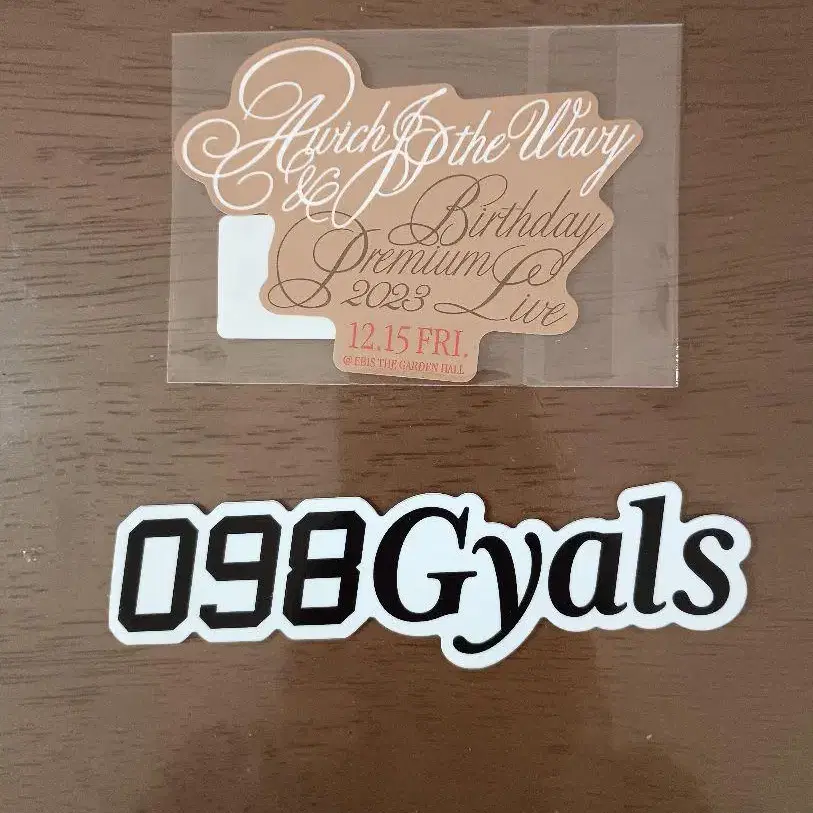 Awich & JP the Wavy
Birthday
Premium
2023 Live
12.15 FRI.
@ EBIS THE GARDEN HALL
098Gyals